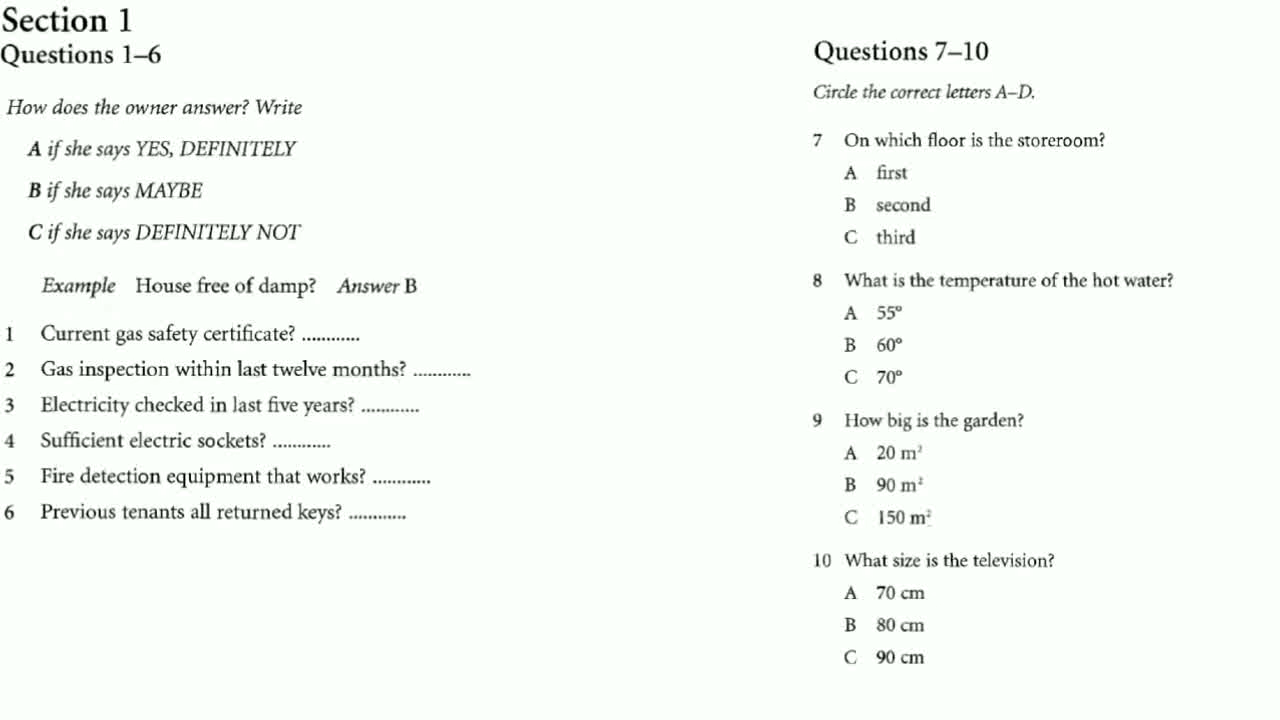 Section 1
Questions 1–6
How does the owner answer? Write
A if she says YES, DEFINITELY
B if she says MAYBE
C if she says DEFINITELY NOT
Example House free of damp? Answer B
1 Current gas safety certificate? ............
2 Gas inspection within last twelve months? ............
3 Electricity checked in last five years? ............
4 Sufficient electric sockets? ............
5 Fire detection equipment that works? ............
6 Previous tenants all returned keys? ............
Questions 7–10
Circle the correct letters A–D.
7 On which floor is the storeroom?
A first
B second
C third
8 What is the temperature of the hot water?
A 55°
B 60°
C 70°
9 How big is the garden?
A 20 m²
B 90 m²
C 150 m²
10 What size is the television?
A 70 cm
B 80 cm
C 90 cm